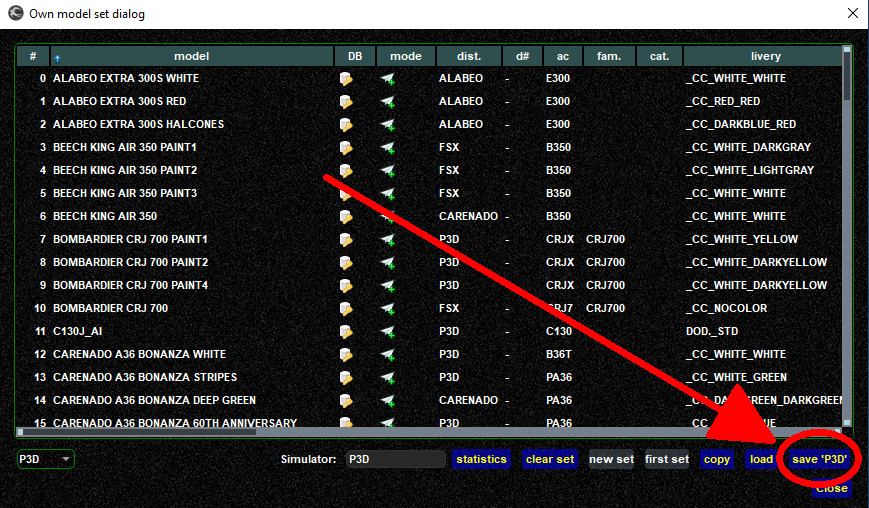 Own model set dialog
# model DB mode dist. d# ac fam. cat. livery
0 ALABEO EXTRA 300S WHITE ALABEO - E300 _CC_WHITE_WHITE
1 ALABEO EXTRA 300S RED ALABEO - E300 _CC_RED_RED
2 ALABEO EXTRA 300S HALCONES ALABEO - E300 _CC_DARKBLUE_RED
3 BEECH KING AIR 350 PAINT1 FSX - B350 _CC_WHITE_DARKGRAY
4 BEECH KING AIR 350 PAINT2 FSX - B350 _CC_WHITE_LIGHTGRAY
5 BEECH KING AIR 350 PAINT3 FSX - B350 _CC_WHITE_WHITE
6 BEECH KING AIR 350 CARENADO - B350 _CC_WHITE_WHITE
7 BOMBARDIER CRJ 700 PAINT1 P3D - CRJX CRJ700 _CC_WHITE_YELLOW
8 BOMBARDIER CRJ 700 PAINT2 P3D - CRJX CRJ700 _CC_WHITE_DARKYELLOW
9 BOMBARDIER CRJ 700 PAINT4 P3D - CRJX CRJ700 _CC_WHITE_DARKYELLOW
10 BOMBARDIER CRJ 700 FSX - CRJ7 CRJ700 _CC_NOCOLOR
11 C130J_AI P3D - C130 DOD._STD
12 CARENADO A36 BONANZA WHITE P3D - B36T _CC_WHITE_WHITE
13 CARENADO A36 BONANZA STRIPES P3D - PA36 _CC_WHITE_GREEN
14 CARENADO A36 BONANZA DEEP GREEN CARENADO - PA36
15 CARENADO A36 BONANZA 60TH ANNIVERSARY P3D - PA36
P3D Simulator: P3D statistics clear set new set first set copy load save 'P3D'
Close